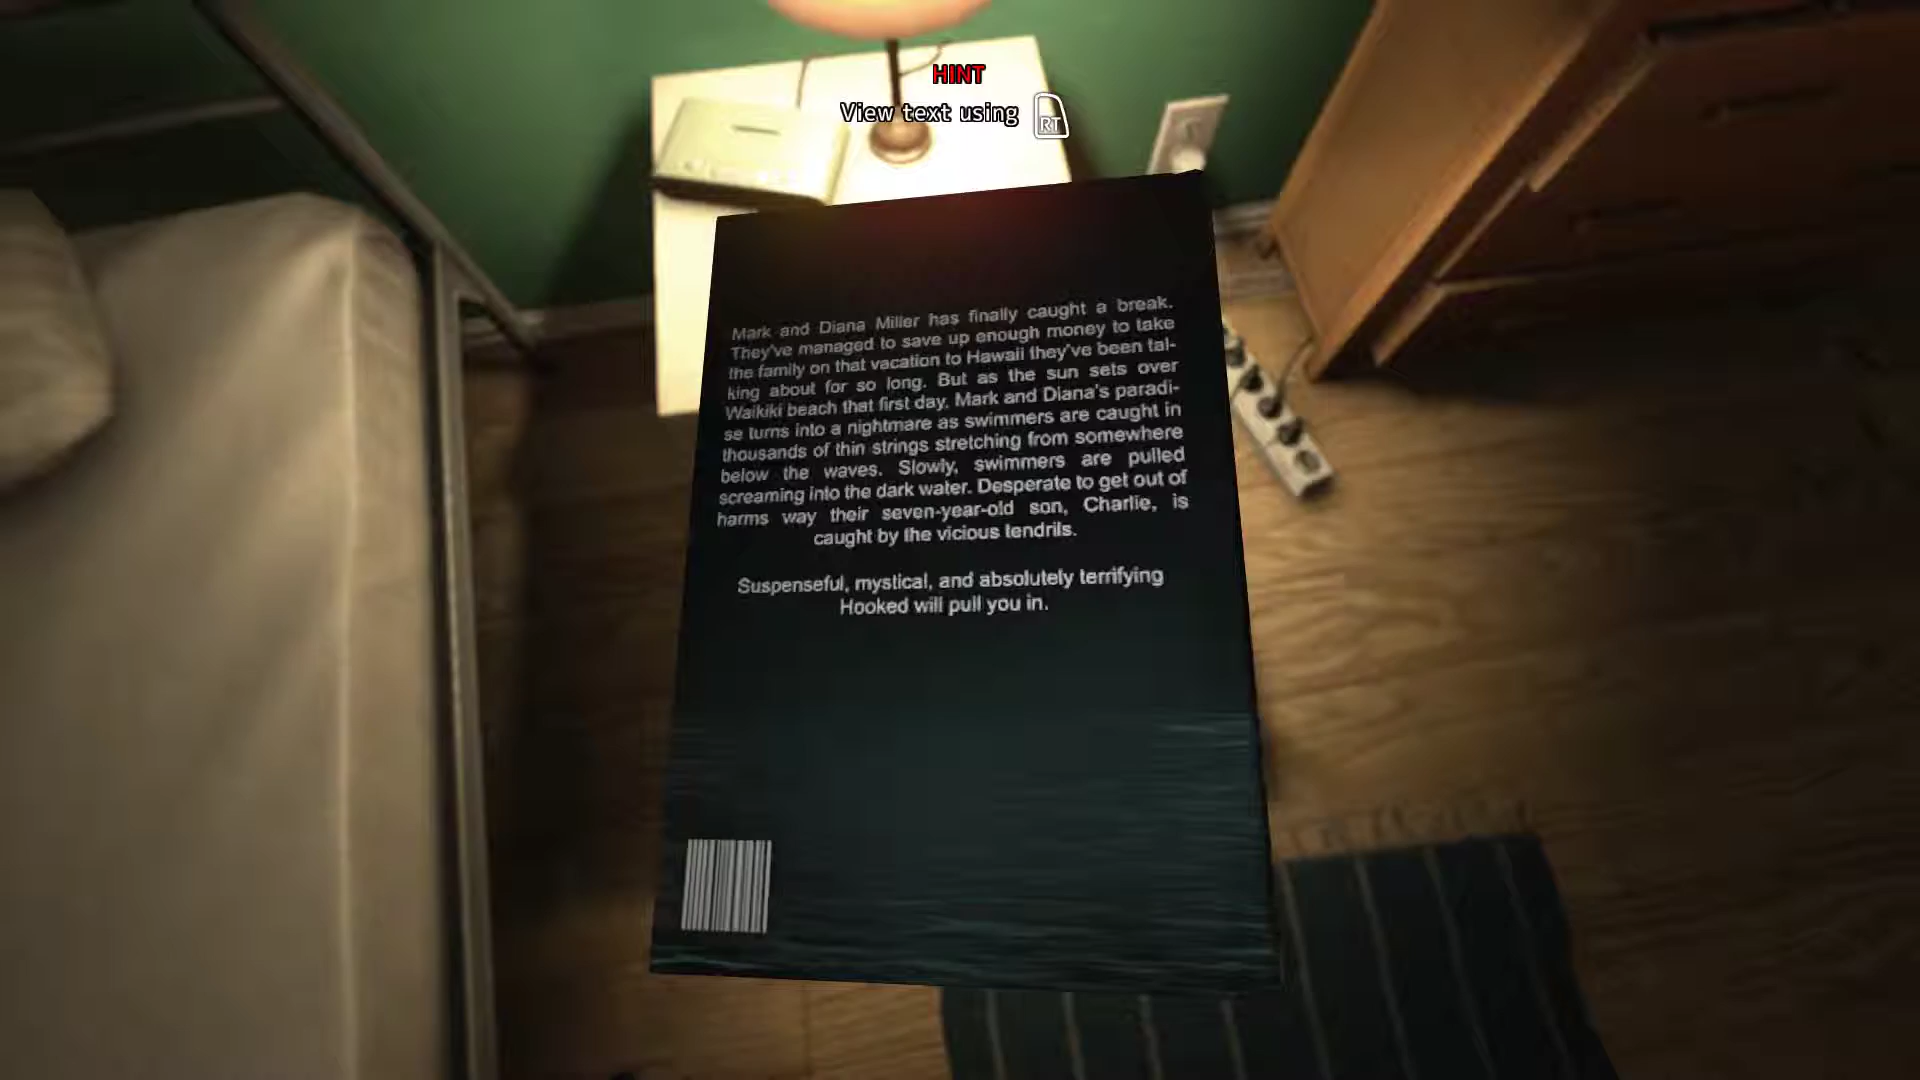 HINT
View text using RT
Mark and Diana Miller has finally caught a break.
They've managed to save up enough money to take
the family on that vacation to Hawaii they've been tal-
king about for so long. But as the sun sets over
Waikiki beach that first day, Mark and Diana's paradi-
se turns into a nightmare as swimmers are caught in
thousands of thin strings stretching from somewhere
below the waves. Slowly, swimmers are pulled
screaming into the dark water. Desperate to get out of
harms way their seven-year-old son, Charlie, is
caught by the vicious tendrils.
Suspenseful, mystical, and absolutely terrifying
Hooked will pull you in.